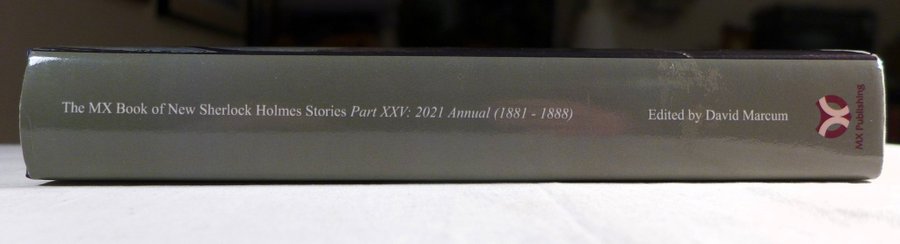 The MX Book of New Sherlock Holmes Stories Part XXV: 2021 Annual (1881 - 1888)
Edited by David Marcum
MX Publishing